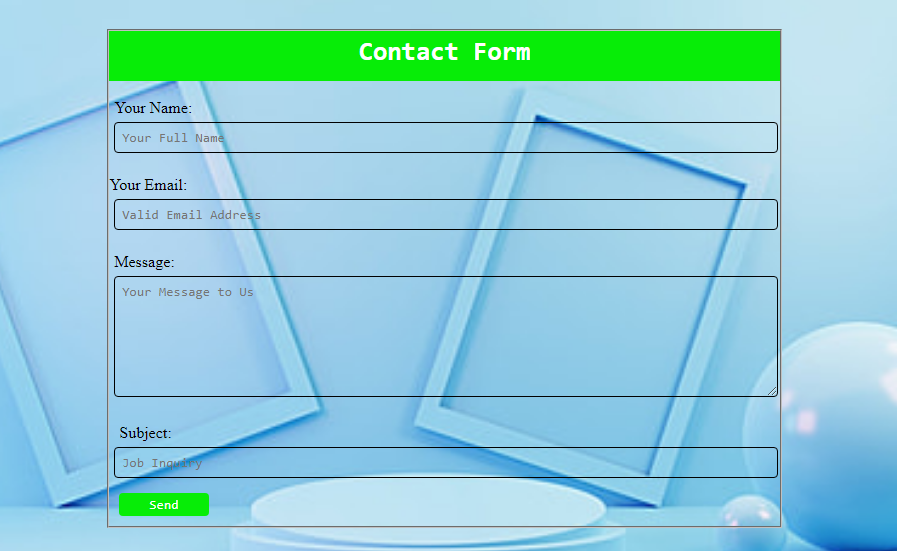 Contact Form
Your Name:
Your Full Name
Your Email:
Valid Email Address
Message:
Your Message to Us
Subject:
Job Inquiry
Send